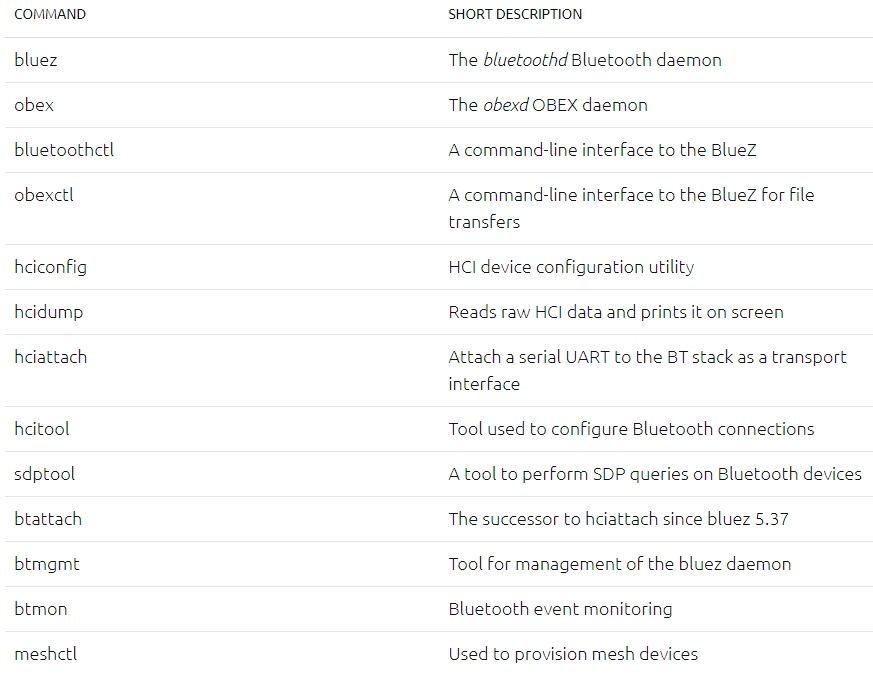 COMMAND SHORT DESCRIPTION
bluez The bluetoothd Bluetooth daemon
obex The obexd OBEX daemon
bluetoothctl A command-line interface to the BlueZ
obexctl A command-line interface to the BlueZ for file
transfers
hciconfig HCI device configuration utility
hcidump Reads raw HCI data and prints it on screen
hciattach Attach a serial UART to the BT stack as a transport
interface
hcitool Tool used to configure Bluetooth connections
sdptool A tool to perform SDP queries on Bluetooth devices
btattach The successor to hciattach since bluez 5.37
btmgmt Tool for management of the bluez daemon
btmon Bluetooth event monitoring
meshctl Used to provision mesh devices